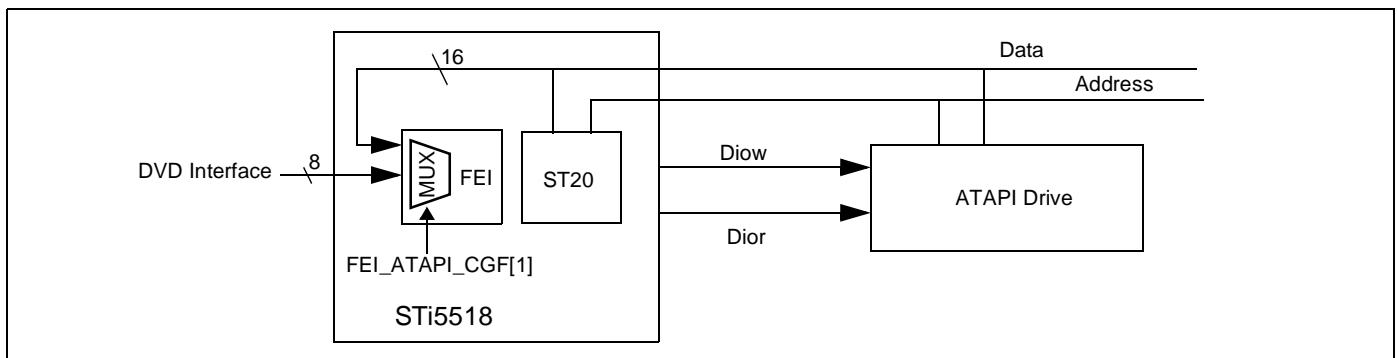 16
Data
Address
DVD Interface
8
MUX
FEI
ST20
Diow
Dior
ATAPI Drive
FEI_ATAPI_CGF[1]
STi5518